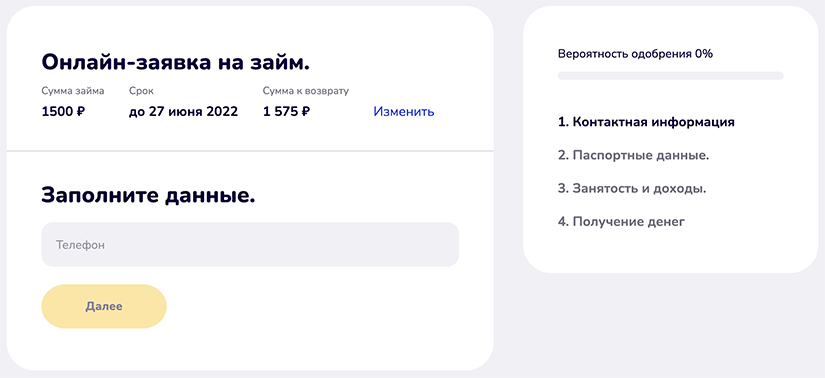 Онлайн-заявка на займ.
Сумма займа Срок Сумма к возврату
1500 ₽ до 27 июня 2022 1 575 ₽ Изменить
Заполните данные.
Телефон
Далее
Вероятность одобрения 0%
1. Контактная информация
2. Паспортные данные.
3. Занятость и доходы.
4. Получение денег